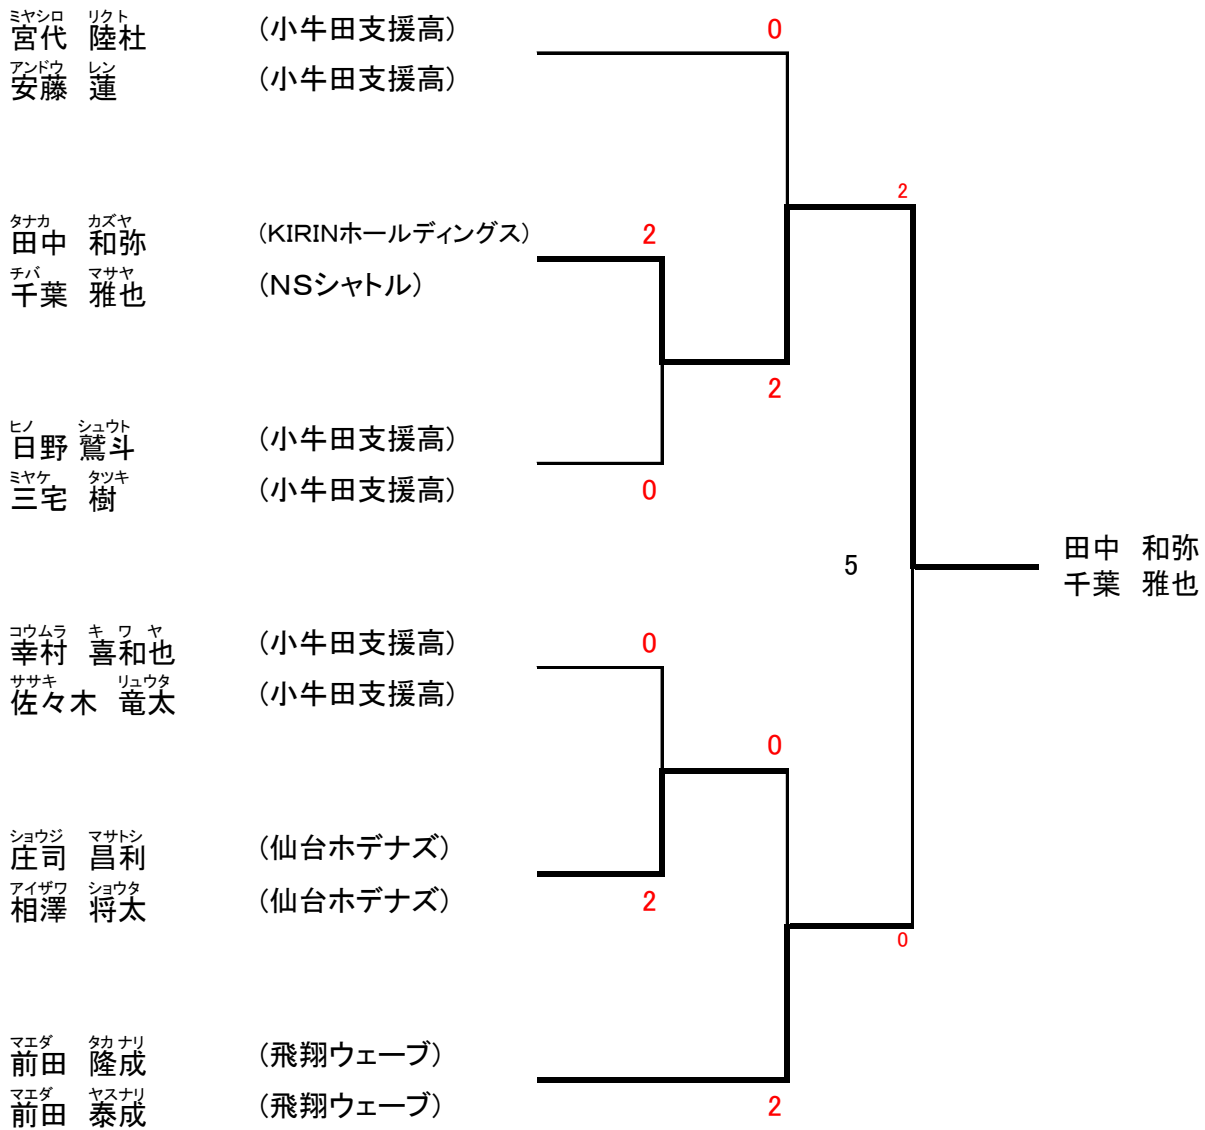 ミヤシロ リクト
宮代 陸杜 (小牛田支援高) 0
アンドウ レン
安藤 蓮 (小牛田支援高)
2
タナカ カズヤ
田中 和弥 (KIRINホールディングス) 2
チバ マサヤ
千葉 雅也 (NSシャトル)
2
ヒノ シュウト
日野 鷲斗 (小牛田支援高)
ミヤケ タツキ
三宅 樹 (小牛田支援高) 0
田中 和弥
5
千葉 雅也
コウムラ キワヤ
幸村 喜和也 (小牛田支援高) 0
ササキ リュウタ
佐々木 竜太 (小牛田支援高)
0
ショウジ マサトシ
庄司 昌利 (仙台ホデナズ)
アイザワ ショウタ
相澤 将太 (仙台ホデナズ) 2
0
マエダ タカナリ
前田 隆成 (飛翔ウェーブ)
マエダ ヤスナリ
前田 泰成 (飛翔ウェーブ) 2